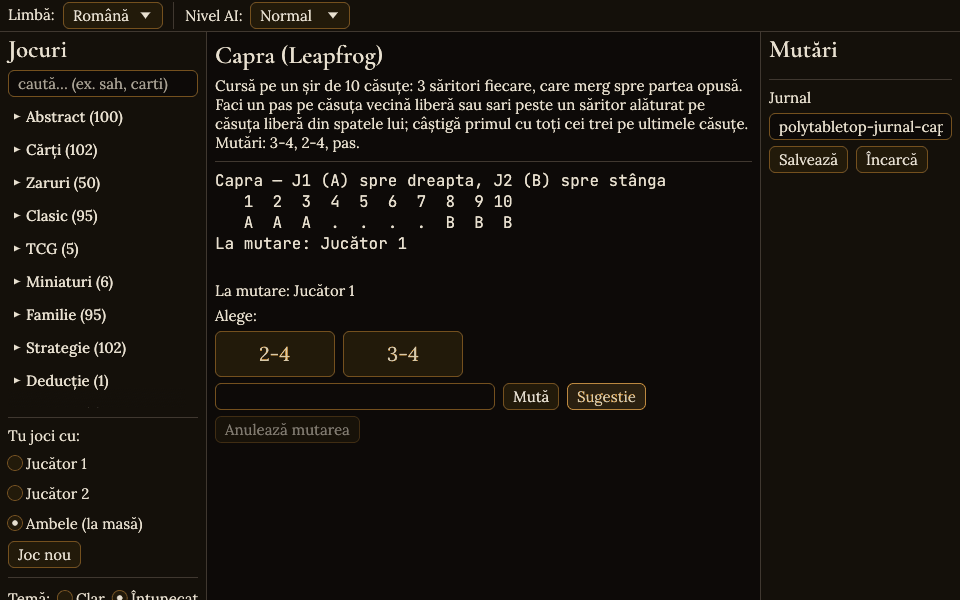 Limbă: Română ▼ Nivel AI: Normal ▼
Jocuri
caută... (ex. sah, carti)
▸ Abstract (100)
▸ Cărți (102)
▸ Zaruri (50)
▸ Clasic (95)
▸ TCG (5)
▸ Miniaturi (6)
▸ Familie (95)
▸ Strategie (102)
▸ Deducție (1)
Tu joci cu:
Jucător 1
Jucător 2
Ambele (la masă)
Joc nou
Temă: Clar Întunecat
Capra (Leapfrog)
Cursă pe un șir de 10 căsuțe: 3 săritori fiecare, care merg spre partea opusă.
Faci un pas pe căsuța vecină liberă sau sari peste un săritor alăturat pe
căsuța liberă din spatele lui; câștigă primul cu toți cei trei pe ultimele căsuțe.
Mutări: 3-4, 2-4, pas.
Capra — J1 (A) spre dreapta, J2 (B) spre stânga
1 2 3 4 5 6 7 8 9 10
A A A . . . . B B B
La mutare: Jucător 1
La mutare: Jucător 1
Alege:
2-4 3-4
Mută Sugestie
Anulează mutarea
Mutări
Jurnal
polytabletop-jurnal-cap
Salvează Încarcă